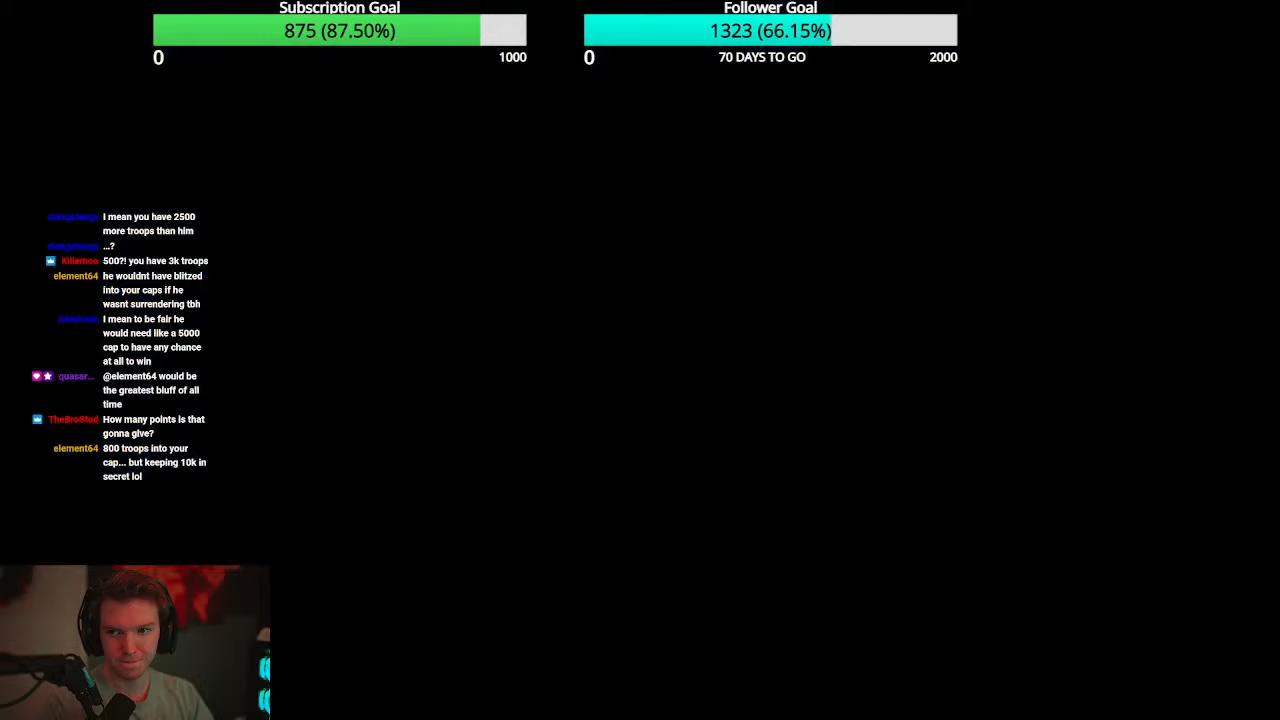 Subscription Goal
875 (87.50%)
0
1000
Follower Goal
1323 (66.15%)
0
70 DAYS TO GO
2000
I mean you have 2500
more troops than him
...?
Killemoo 500?! you have 3k troops
element64 he wouldnt have blitzed
into your caps if he
wasnt surrendering tbh
I mean to be fair he
would need like a 5000
cap to have any chance
at all to win
quasar... @element64 would be
the greatest bluff of all
time
TheBroStud How many points is that
gonna give?
element64 800 troops into your
cap... but keeping 10k in
secret lol